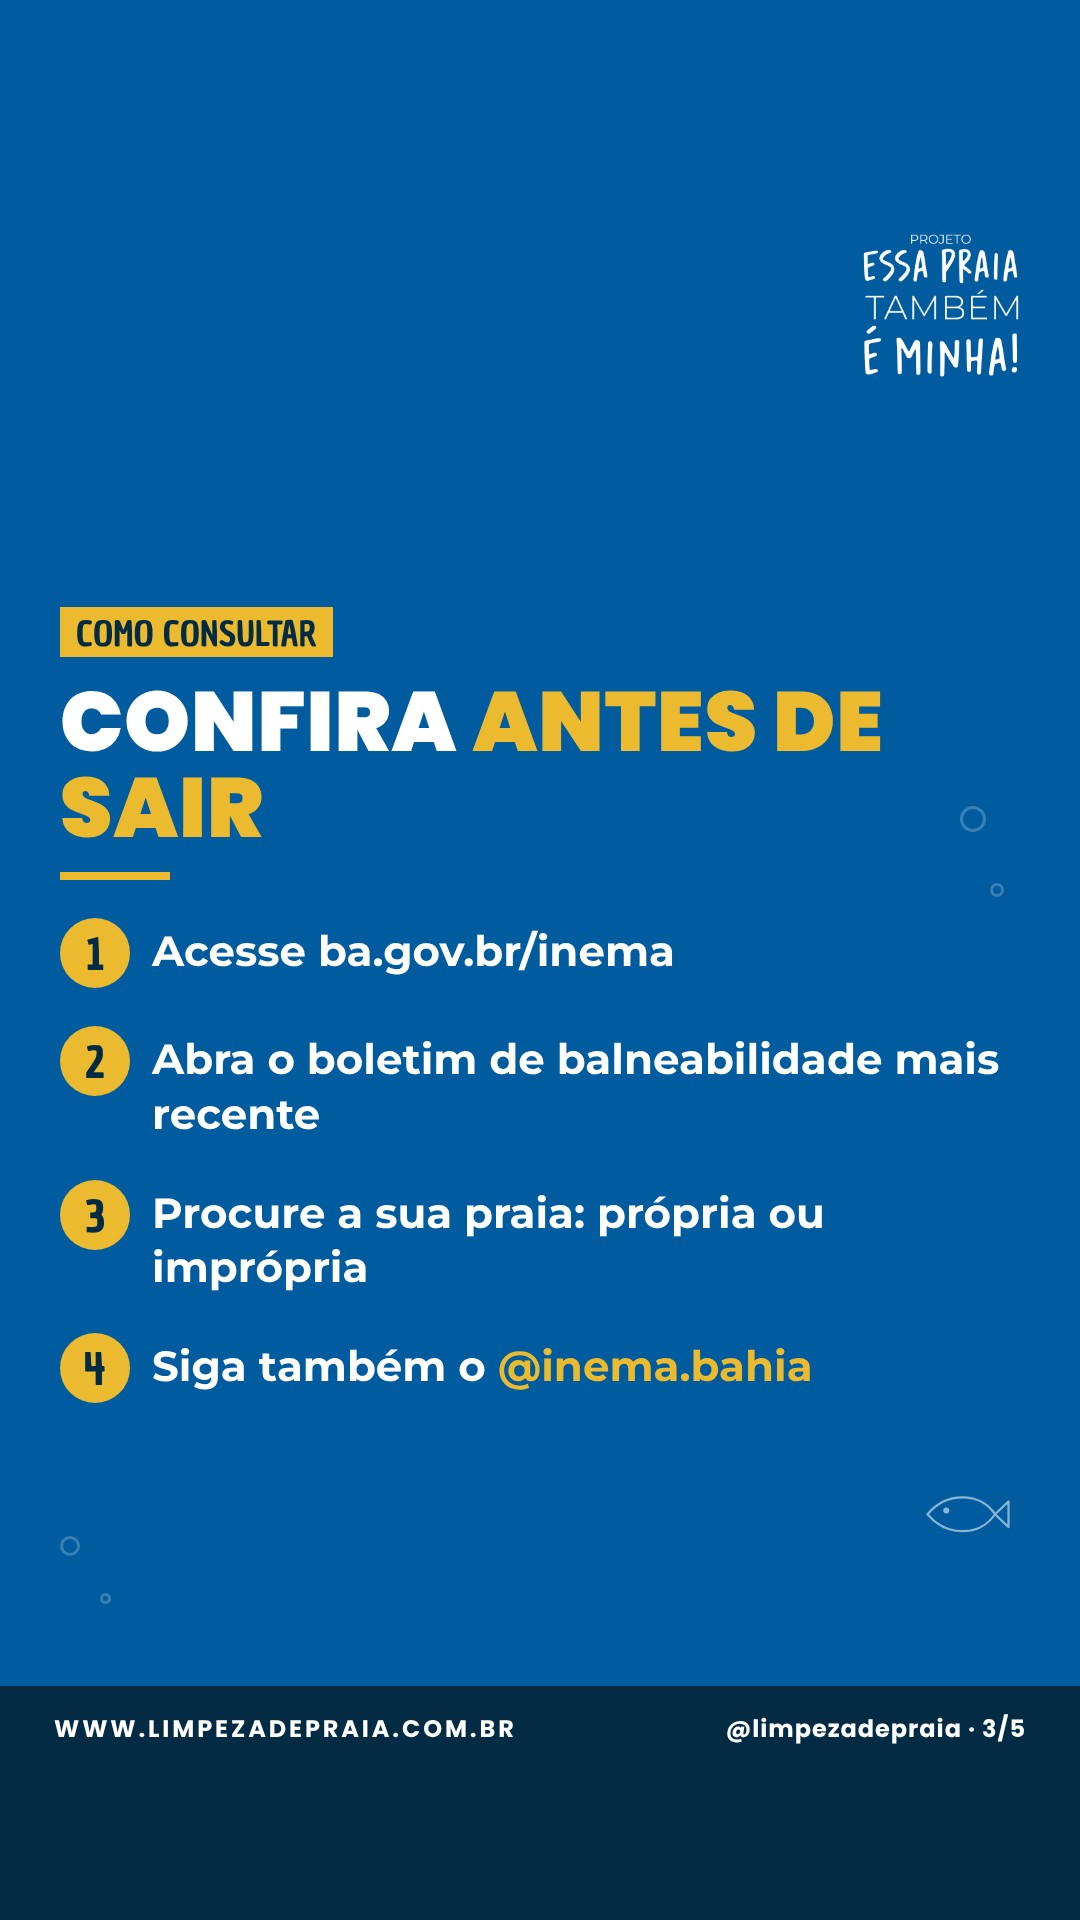 PROJETO
ESSA PRAIA
TAMBÉM
É MINHA!
COMO CONSULTAR
CONFIRA ANTES DE
SAIR
1 Acesse ba.gov.br/inema
2 Abra o boletim de balneabilidade mais
recente
3 Procure a sua praia: própria ou
imprópria
4 Siga também o @inema.bahia
WWW.LIMPEZADEPRAIA.COM.BR
@limpezadepraia · 3/5